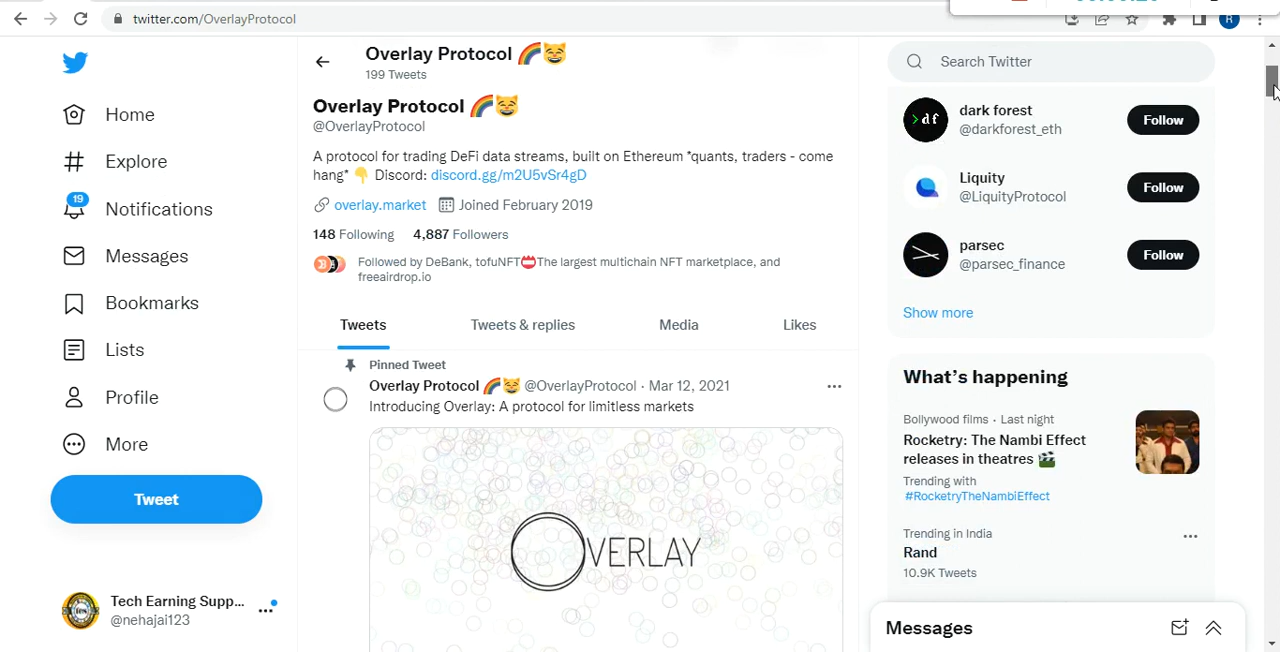 twitter.com/OverlayProtocol
R
Overlay Protocol 🌈😸
199 Tweets
Search Twitter
Home
Explore
19
Notifications
Messages
Bookmarks
Lists
Profile
More
Tweet
Tech Earning Supp...
@nehajai123
Overlay Protocol 🌈😸
@OverlayProtocol
A protocol for trading DeFi data streams, built on Ethereum *quants, traders - come
hang* 👇 Discord: discord.gg/m2U5vSr4gD
overlay.market Joined February 2019
148 Following 4,887 Followers
Followed by DeBank, tofuNFT📛The largest multichain NFT marketplace, and
freeairdrop.io
Tweets Tweets & replies Media Likes
Pinned Tweet
Overlay Protocol 🌈😸 @OverlayProtocol · Mar 12, 2021
Introducing Overlay: A protocol for limitless markets
OVERLAY
>df
dark forest
@darkforest_eth
Follow
Liquity
@LiquityProtocol
Follow
parsec
@parsec_finance
Follow
Show more
What's happening
Bollywood films · Last night
Rocketry: The Nambi Effect
releases in theatres 🎬
Trending with
#RocketryTheNambiEffect
Trending in India
Rand
10.9K Tweets
Messages